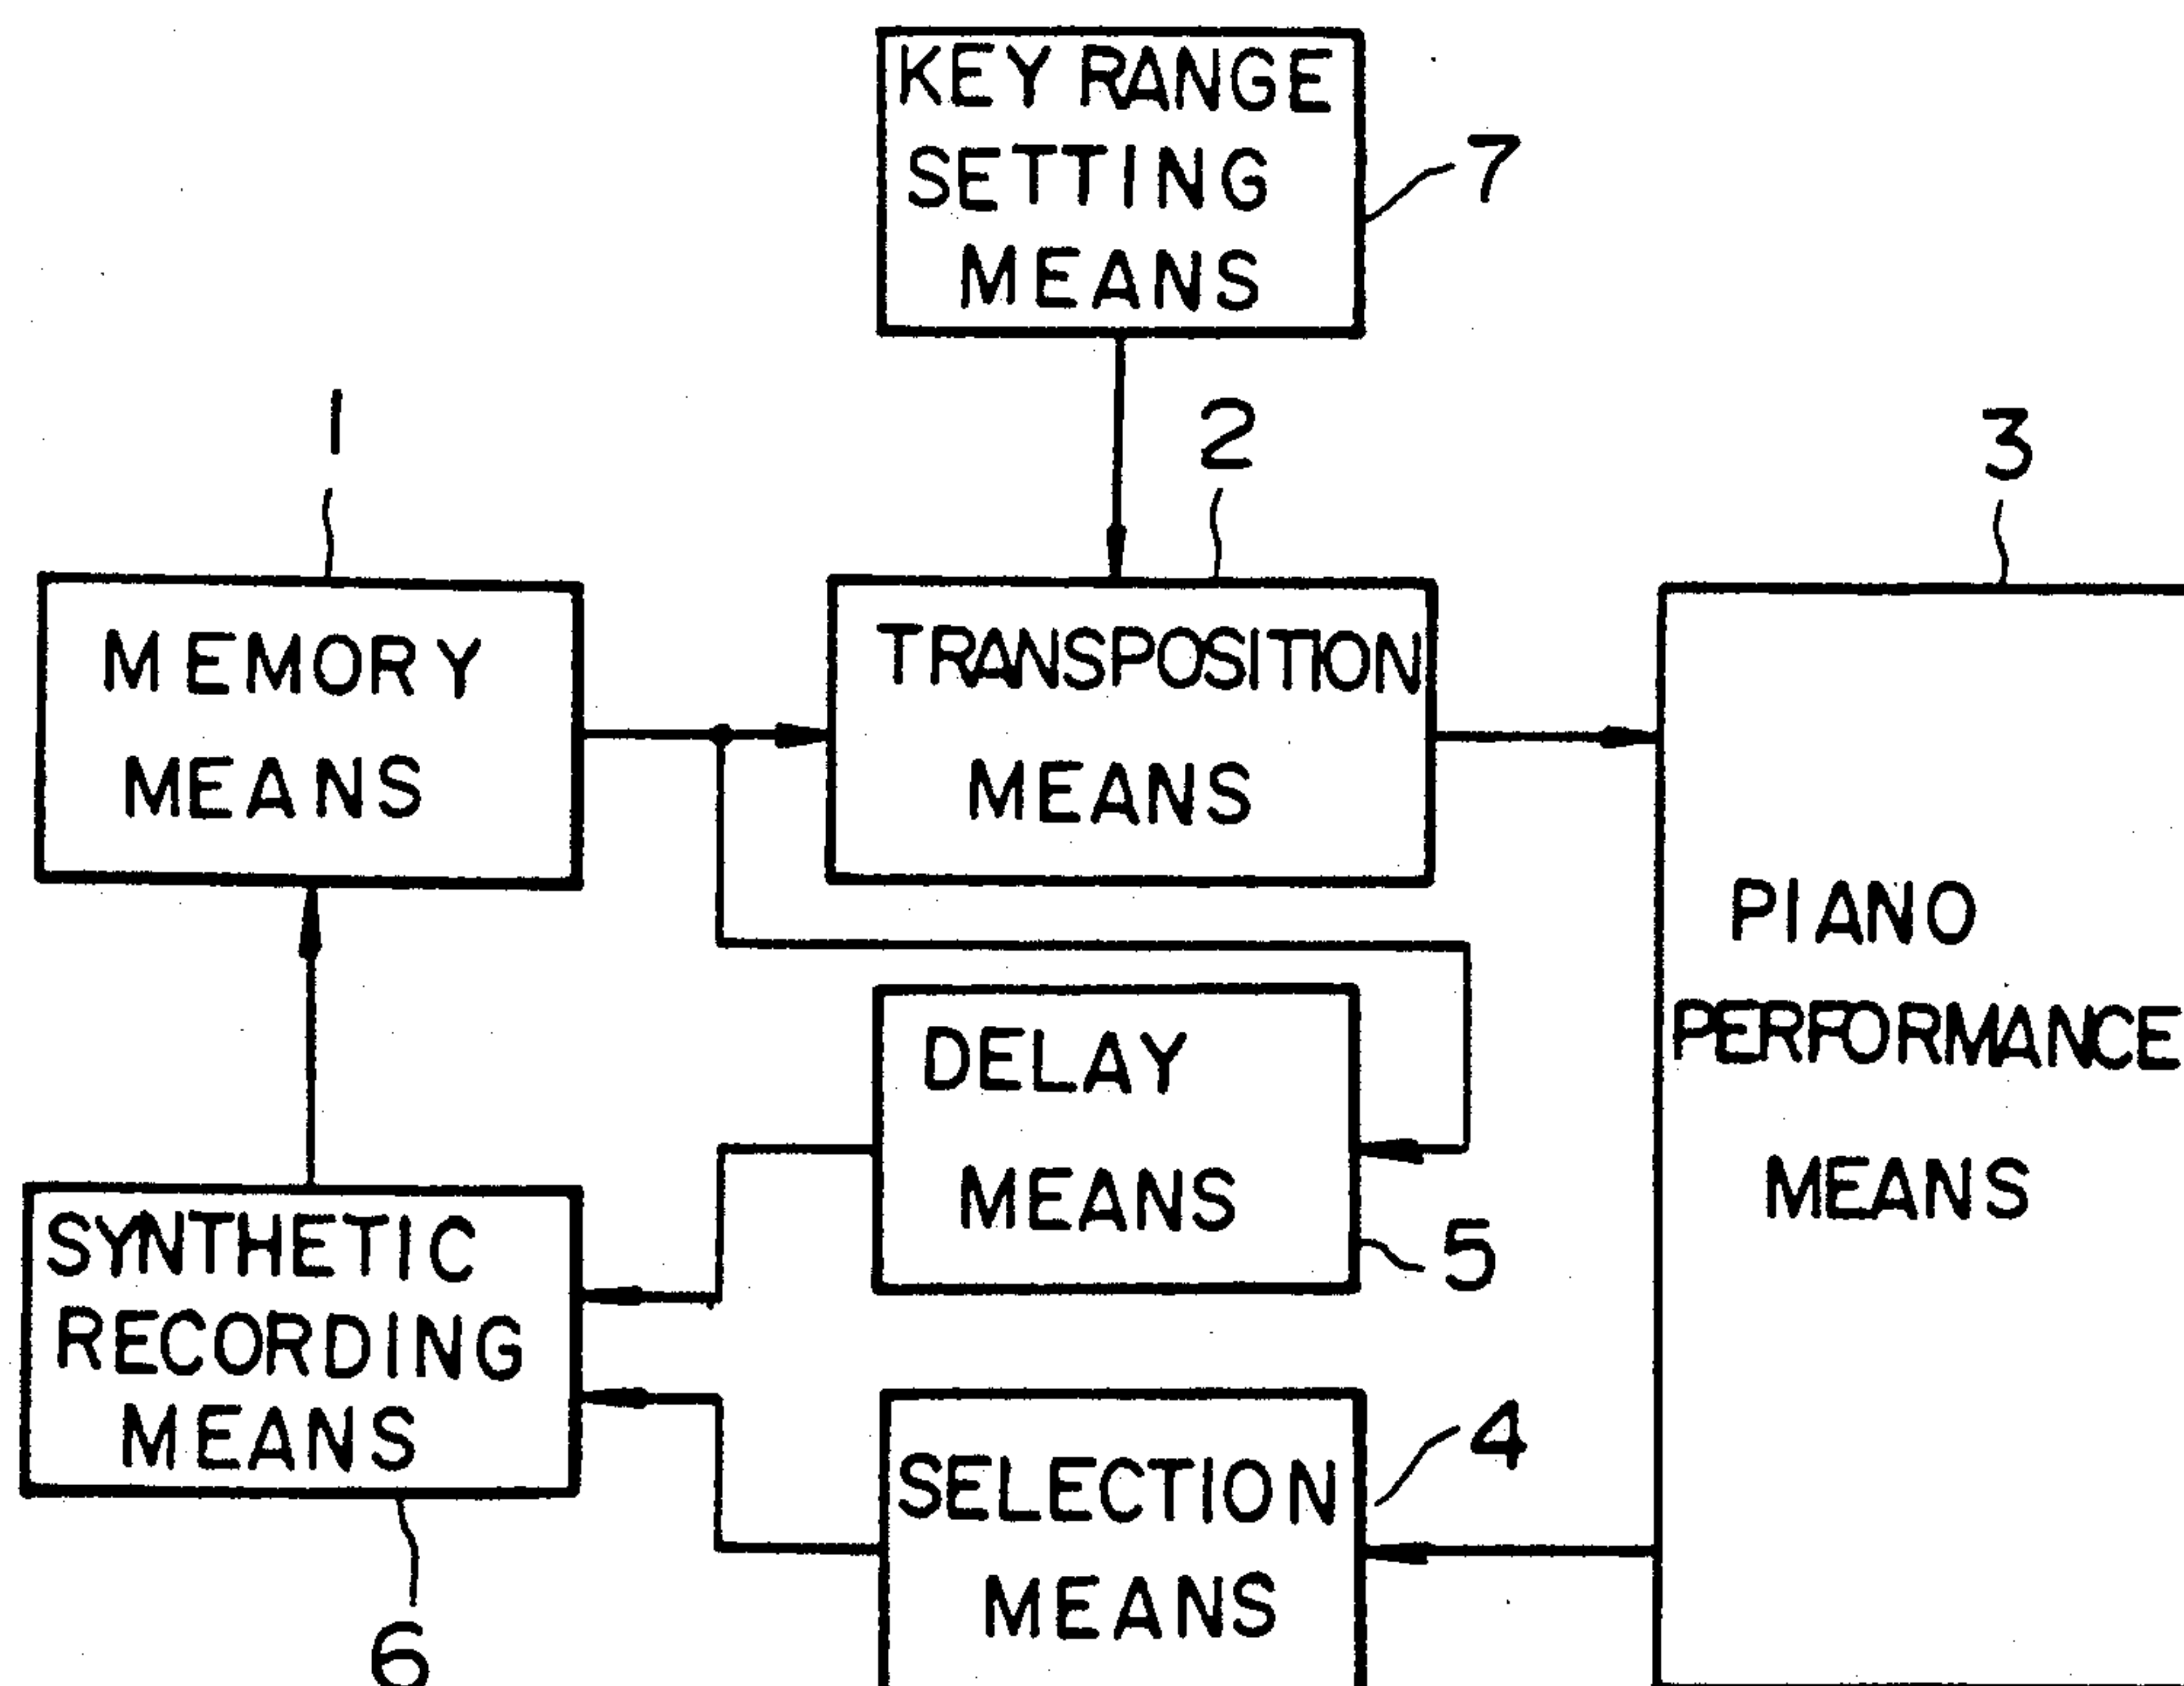 KEY RANGE
SETTING
MEANS
7
1
2
3
MEMORY
MEANS
TRANSPOSITION
MEANS
PIANO
PERFORMANCE
MEANS
DELAY
MEANS
5
SYNTHETIC
RECORDING
MEANS
6
SELECTION
MEANS
4